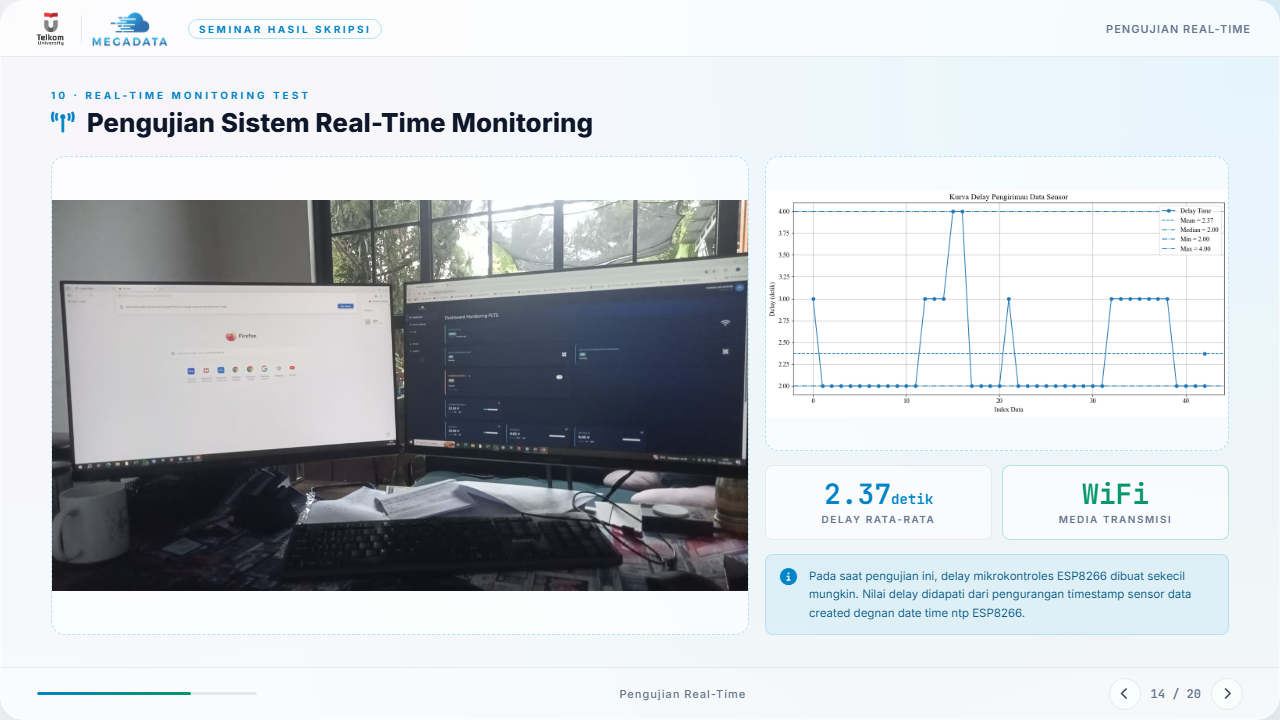 Telkom
University
MEGADATA
SEMINAR HASIL SKRIPSI
PENGUJIAN REAL-TIME
10 · REAL-TIME MONITORING TEST
Pengujian Sistem Real-Time Monitoring
Firefox
Dashboard Monitoring PLTS
Kurva Delay Pengiriman Data Sensor
Delay (detik)
4.00
3.75
3.50
3.25
3.00
2.75
2.50
2.25
2.00
Delay Time
Mean = 2.37
Median = 2.00
Min = 2.00
Max = 4.00
0
10
20
30
40
Index Data
2.37detik
DELAY RATA-RATA
WiFi
MEDIA TRANSMISI
Pada saat pengujian ini, delay mikrokontroles ESP8266 dibuat sekecil
mungkin. Nilai delay didapati dari pengurangan timestamp sensor data
created degnan date time ntp ESP8266.
Pengujian Real-Time
14 / 20